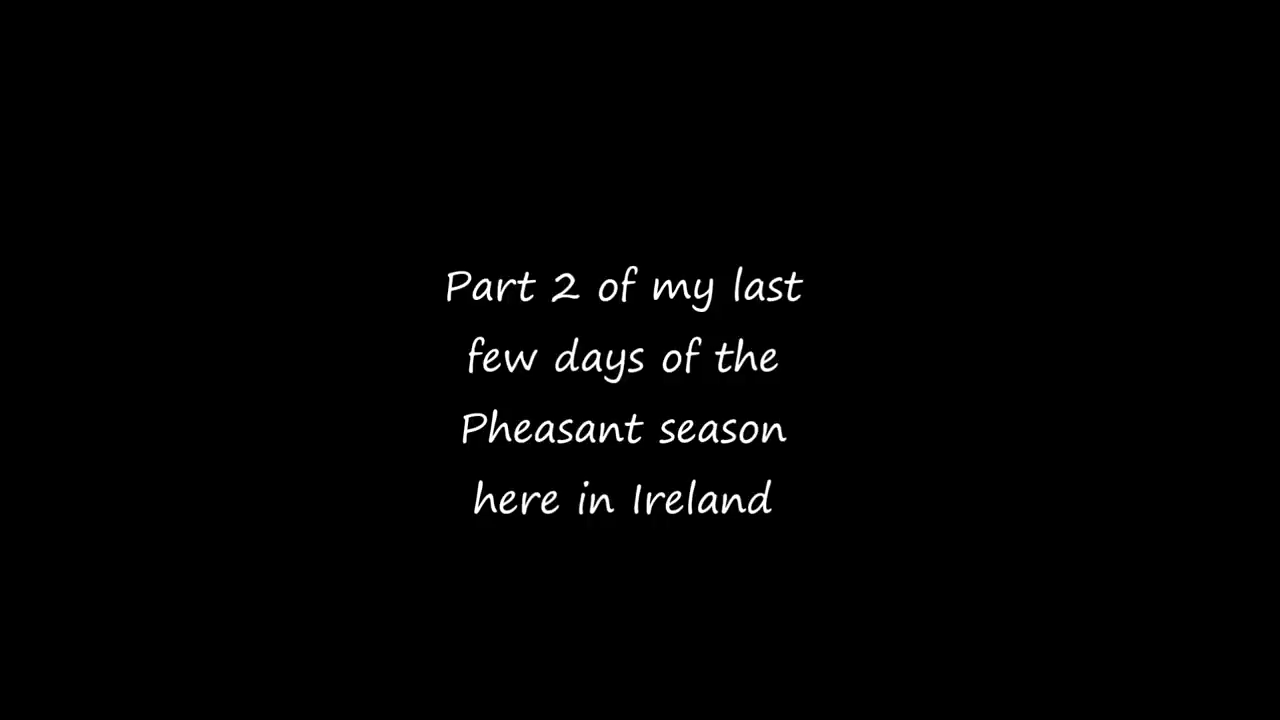 Part 2 of my last
few days of the
Pheasant season
here in Ireland